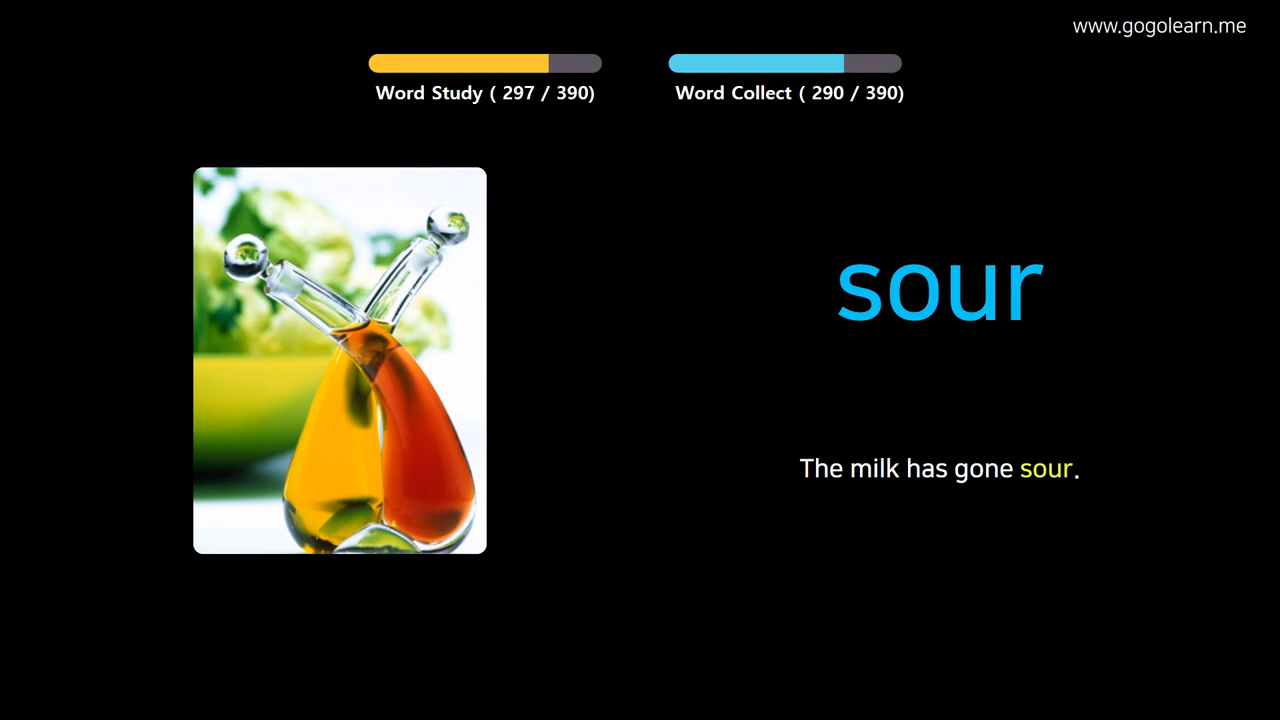 www.gogolearn.me
Word Study ( 297 / 390)
Word Collect ( 290 / 390)
sour
The milk has gone sour.